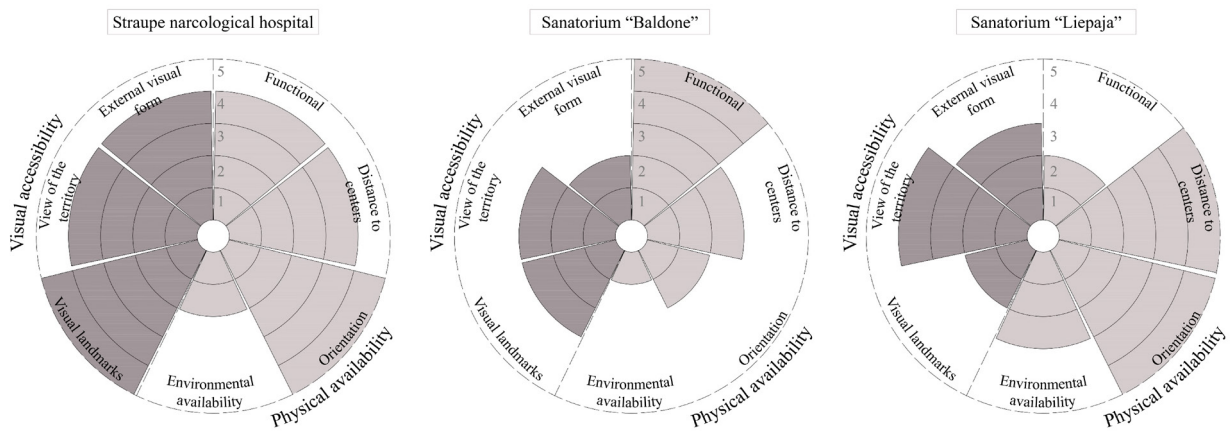 Straupe narcological hospital
External visual
form
Functional
5
4
3
2
1
Visual accessibility
View of the
territory
Distance to
centers
Visual landmarks
Environmental
availability
Orientation
Physical availability
Sanatorium “Baldone”
External visual
form
Functional
5
4
3
2
1
Visual accessibility
View of the
territory
Distance to
centers
Visual landmarks
Environmental
availability
Orientation
Physical availability
Sanatorium “Liepaja”
External visual
form
Functional
5
4
3
2
1
Visual accessibility
View of the
territory
Distance to
centers
Visual landmarks
Environmental
availability
Orientation
Physical availability